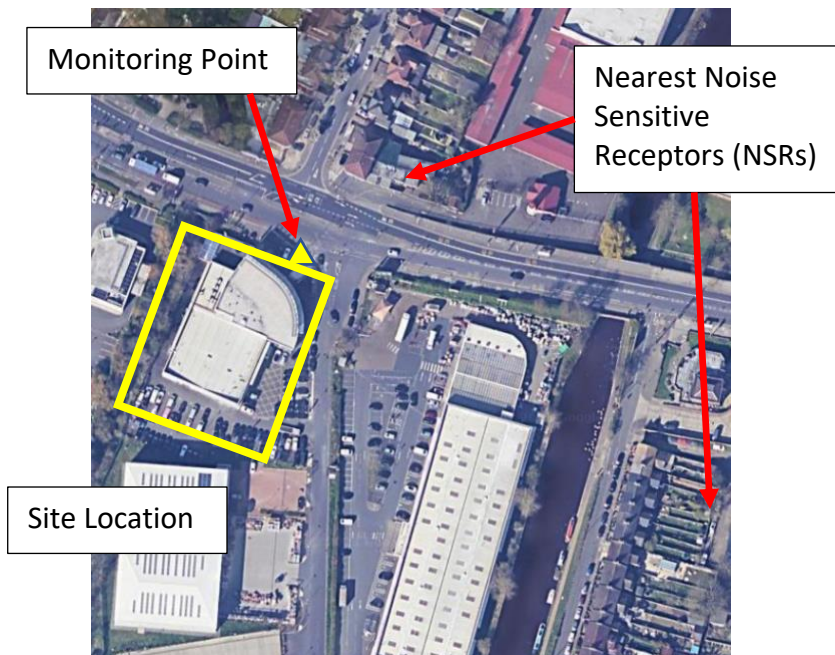 Monitoring Point
Nearest Noise
Sensitive
Receptors (NSRs)
Site Location